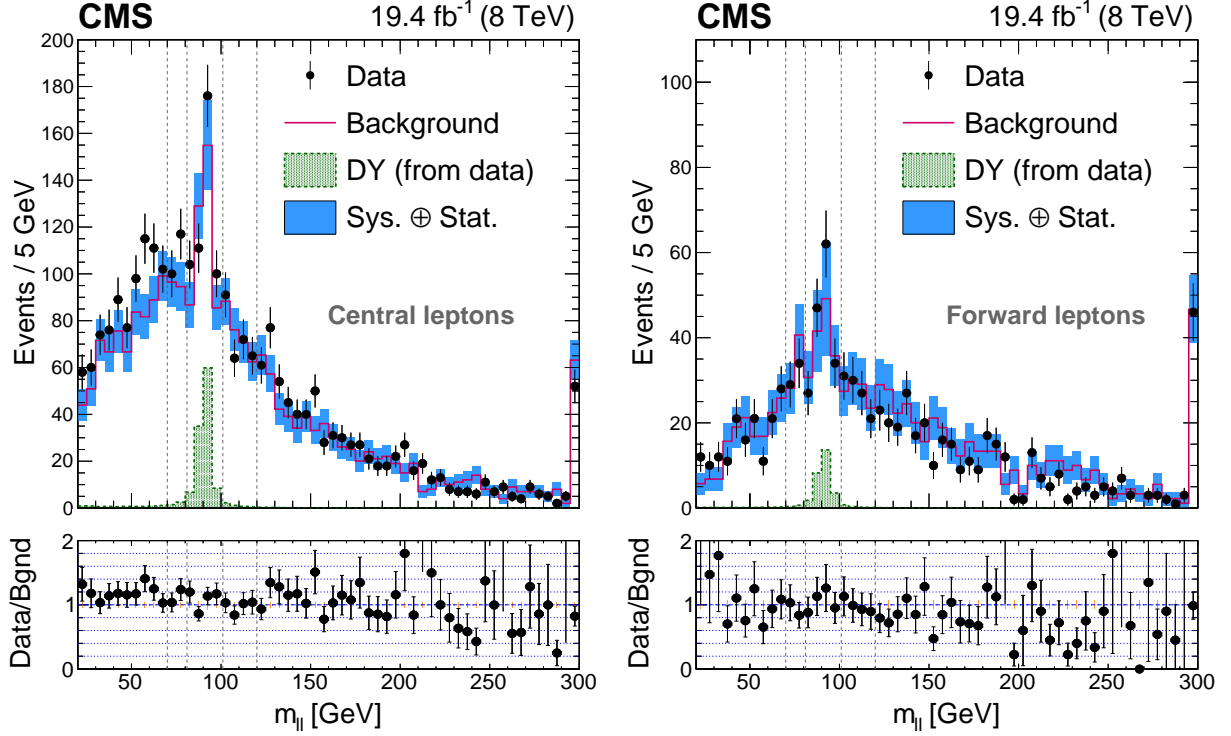 CMS
19.4 fb⁻¹ (8 TeV)
Events / 5 GeV
200
180
160
140
120
100
80
60
40
20
0
Data
Background
DY (from data)
Sys. ⊕ Stat.
Central leptons
Data/Bgnd
2
1
0
50 100 150 200 250 300
m_ll [GeV]
CMS
19.4 fb⁻¹ (8 TeV)
Events / 5 GeV
100
80
60
40
20
0
Data
Background
DY (from data)
Sys. ⊕ Stat.
Forward leptons
Data/Bgnd
2
1
0
50 100 150 200 250 300
m_ll [GeV]